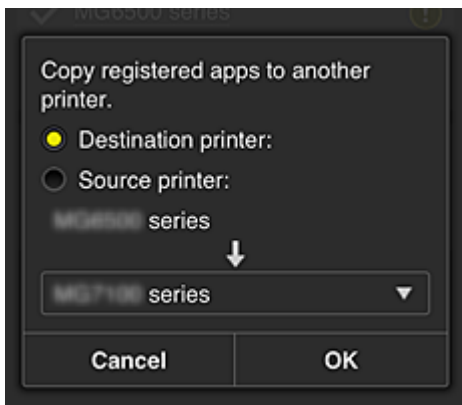 MG6500 series
Copy registered apps to another
printer.
Destination printer:
Source printer:
series
series
Cancel
OK